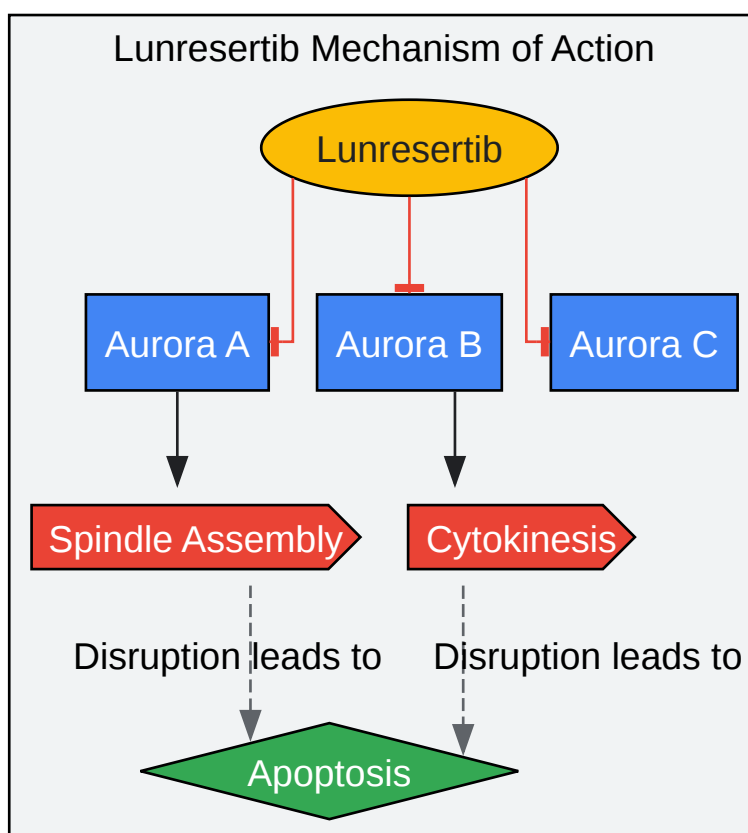 Lunresertib Mechanism of Action
Lunresertib
Aurora A
Aurora B
Aurora C
Spindle Assembly
Cytokinesis
Disruption leads to
Disruption leads to
Apoptosis